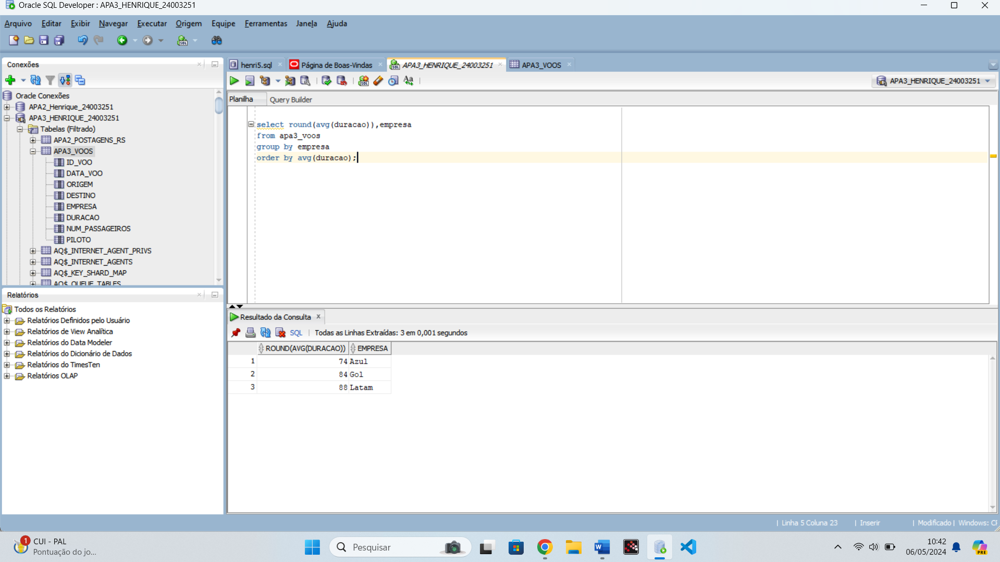 Oracle SQL Developer : APA3_HENRIQUE_24003251
Arquivo Editar Exibir Navegar Executar Origem Equipe Ferramentas Janela Ajuda
Conexões
Oracle Conexões
APA2_Henrique_24003251
APA3_HENRIQUE_24003251
Tabelas (Filtrado)
APA2_POSTAGENS_RS
APA3_VOOS
ID_VOO
DATA_VOO
ORIGEM
DESTINO
EMPRESA
DURACAO
NUM_PASSAGEIROS
PILOTO
AQ$_INTERNET_AGENT_PRIVS
AQ$_INTERNET_AGENTS
AQ$_KEY_SHARD_MAP
AQ$_QUEUE_TABLES
Relatórios
Todos os Relatórios
Relatórios Definidos pelo Usuário
Relatórios de View Analítica
Relatórios do Data Modeler
Relatórios do Dicionário de Dados
Relatórios do TimesTen
Relatórios OLAP
henri5.sql Página de Boas-Vindas APA3_HENRIQUE_24003251 APA3_VOOS
APA3_HENRIQUE_24003251
Planilha Query Builder
select round(avg(duracao)),empresa
from apa3_voos
group by empresa
order by avg(duracao);
Resultado da Consulta
SQL | Todas as Linhas Extraídas: 3 em 0,001 segundos
ROUND(AVG(DURACAO)) EMPRESA
1 74 Azul
2 84 Gol
3 88 Latam
| Linha 5 Coluna 23 | Inserir | Modificado | Windows: CF
1 CUI - PAL
Pontuação do jo...
Pesquisar
10:42
06/05/2024
PRE